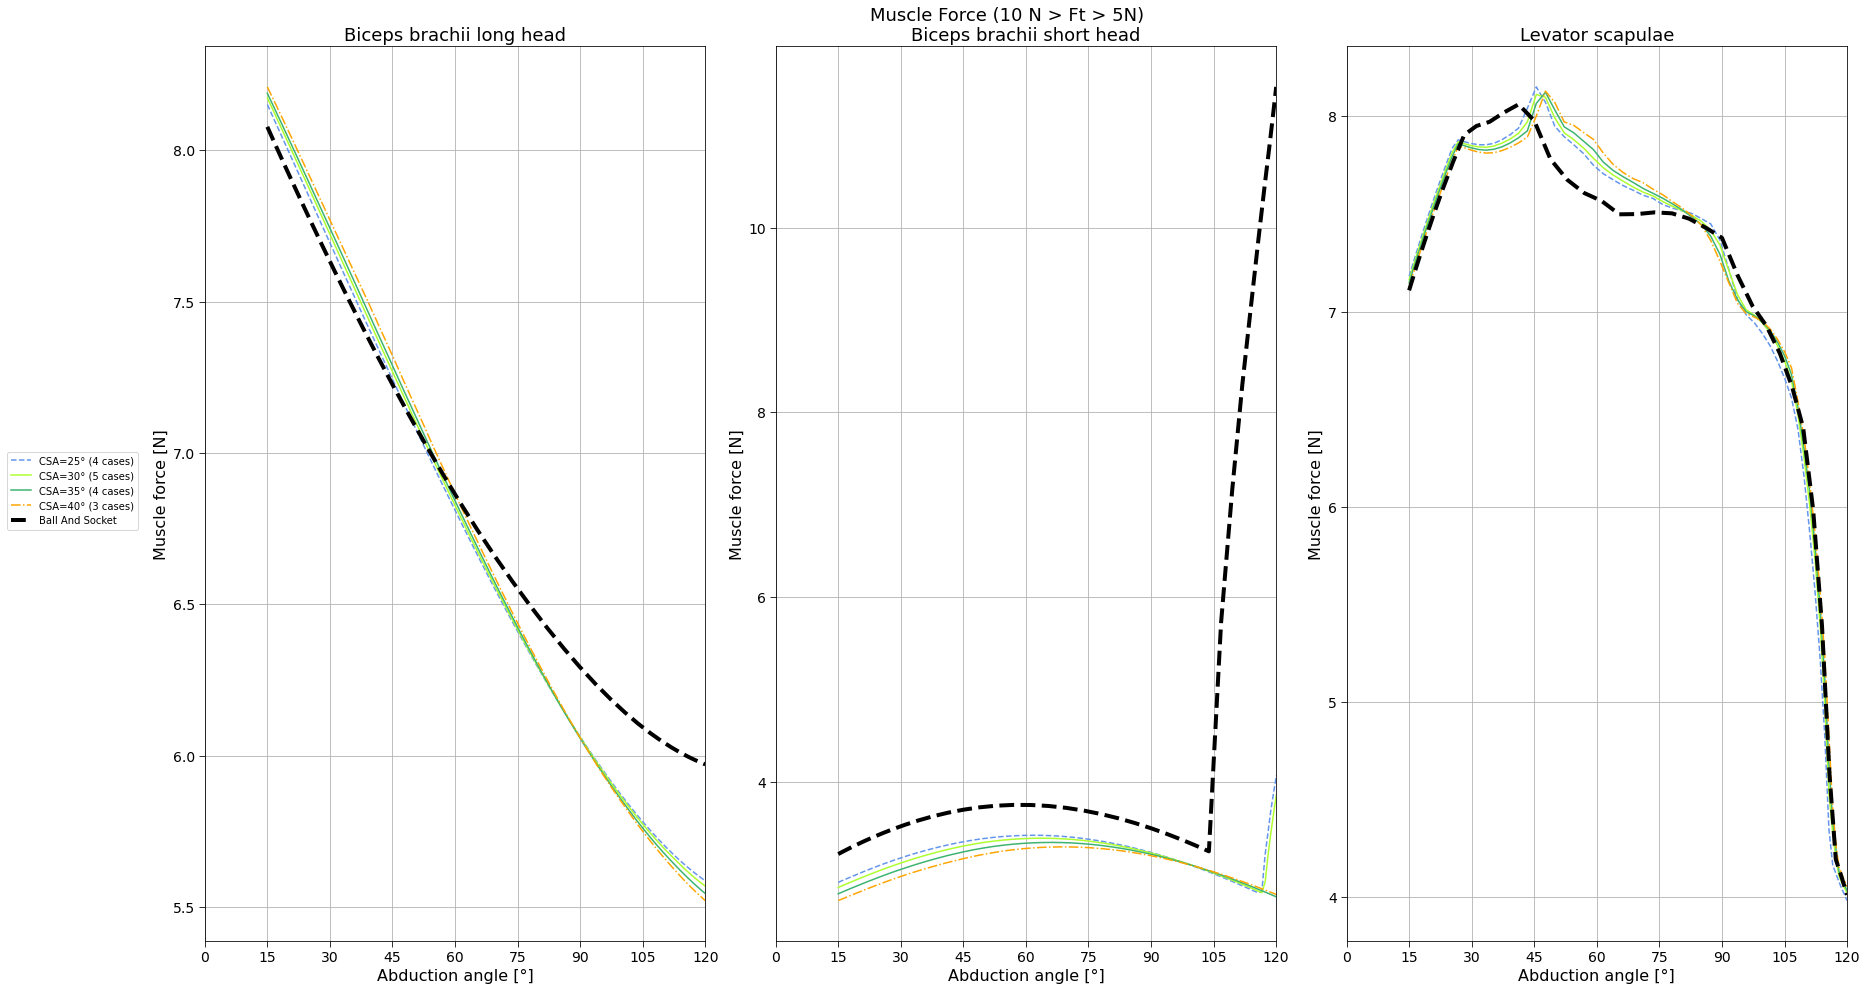 Muscle Force (10 N > Ft > 5N)
Biceps brachii long head
Biceps brachii short head
Levator scapulae
CSA=25° (4 cases)
CSA=30° (5 cases)
CSA=35° (4 cases)
CSA=40° (3 cases)
Ball And Socket
Muscle force [N]
8.0
7.5
7.0
6.5
6.0
5.5
0 15 30 45 60 75 90 105 120
Abduction angle [°]
Muscle force [N]
10
8
6
4
0 15 30 45 60 75 90 105 120
Abduction angle [°]
Muscle force [N]
8
7
6
5
4
0 15 30 45 60 75 90 105 120
Abduction angle [°]